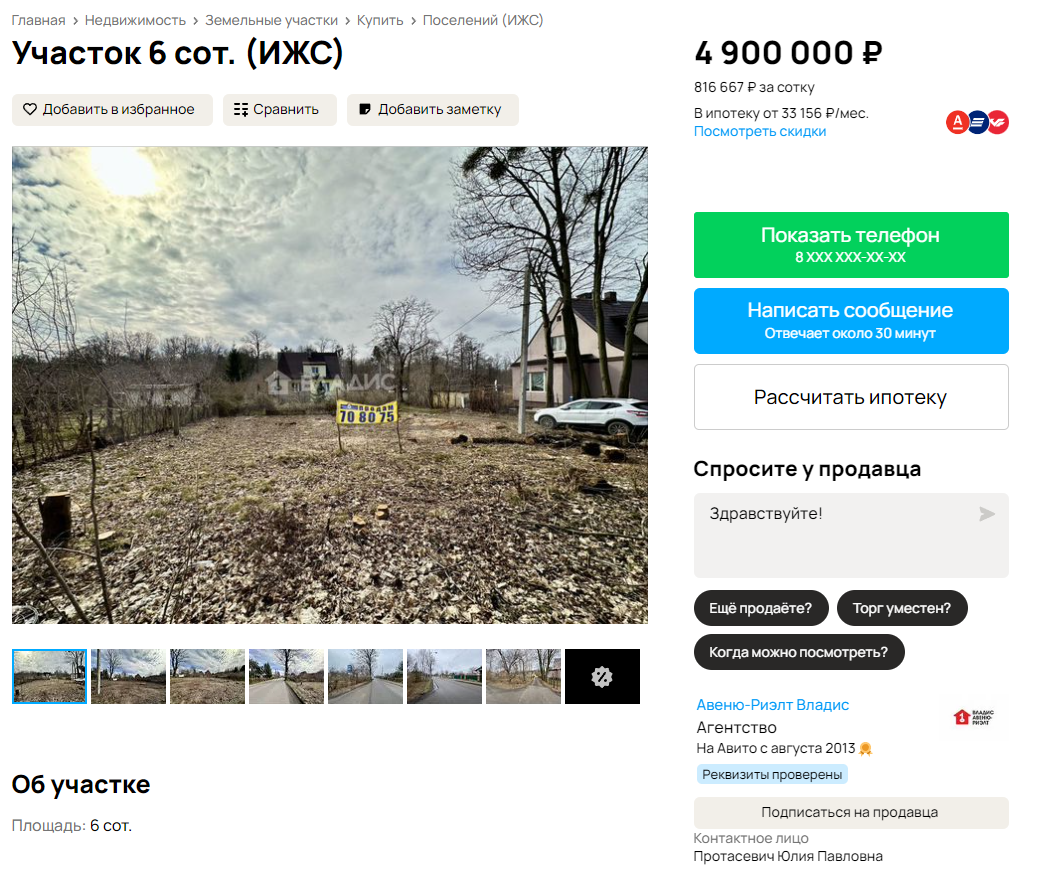 Главная › Недвижимость › Земельные участки › Купить › Поселений (ИЖС)
Участок 6 сот. (ИЖС)
Добавить в избранное
Сравнить
Добавить заметку
ВЛАДИС
ПРОДАМ
70 80 75
Об участке
Площадь: 6 сот.
4 900 000 ₽
816 667 ₽ за сотку
В ипотеку от 33 156 ₽/мес.
Посмотреть скидки
Показать телефон
8 XXX XXX-XX-XX
Написать сообщение
Отвечает около 30 минут
Рассчитать ипотеку
Спросите у продавца
Здравствуйте!
Ещё продаёте?
Торг уместен?
Когда можно посмотреть?
Авеню-Риэлт Владис
Агентство
На Авито с августа 2013
Реквизиты проверены
ВЛАДИС
АВЕНЮ-
РИЭЛТ
Подписаться на продавца
Контактное лицо
Протасевич Юлия Павловна